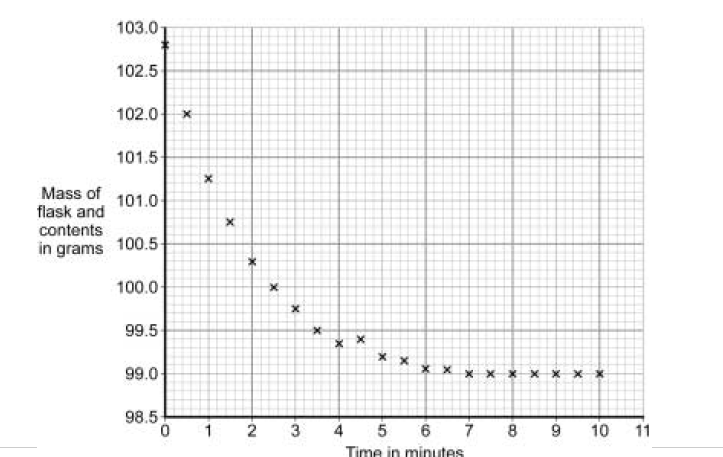 103.0
102.5
102.0
101.5
101.0
100.5
100.0
99.5
99.0
98.5
Mass of
flask and
contents
in grams
0 1 2 3 4 5 6 7 8 9 10 11
Time in minutes